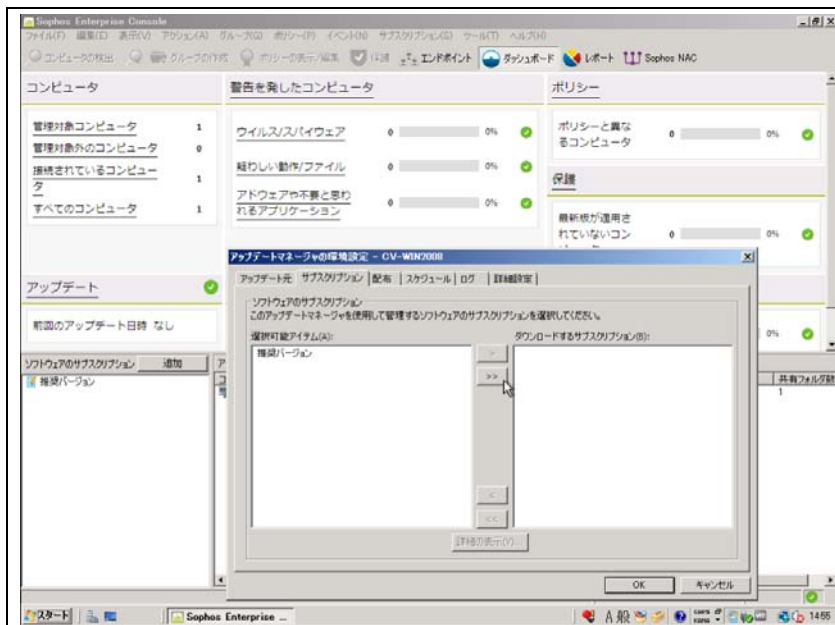 Sophos Enterprise Console
ファイル(F) 編集(E) 表示(V) アクション(A) グループ(G) ポリシー(P) イベント(N) サブスクリプション(S) ツール(T) ヘルプ(H)
コンピュータの検出 グループの作成 ポリシーの表示/編集 保護 エンドポイント ダッシュボード レポート Sophos NAC
コンピュータ 警告を発したコンピュータ ポリシー
管理対象コンピュータ 1
管理対象外のコンピュータ 0
接続されているコンピュータ 1
すべてのコンピュータ 1
ウイルス/スパイウェア 0 0%
疑わしい動作/ファイル 0 0%
アドウェアや不要と思わ
れるアプリケーション 0 0%
ポリシーと異な
るコンピュータ 0 0%
保護
最新版が適用さ
れていないコン 0 0%
アップデート
前回のアップデート日時 なし
0%
ソフトウェアのサブスクリプション 追加
推奨バージョン
共有フォルダ数
1
アップデートマネージャの環境設定 - CV-WIN2008
アップデート元 サブスクリプション 配布 スケジュール ログ 詳細設定
ソフトウェアのサブスクリプション
このアップデートマネージャを使用して管理するソフトウェアのサブスクリプションを選択してください。
選択可能アイテム(A): ダウンロードするサブスクリプション(B):
推奨バージョン
>
>>
<
<<
詳細の表示(V)...
OK キャンセル
スタート Sophos Enterprise ... A 般 CAPS KANA 14:55